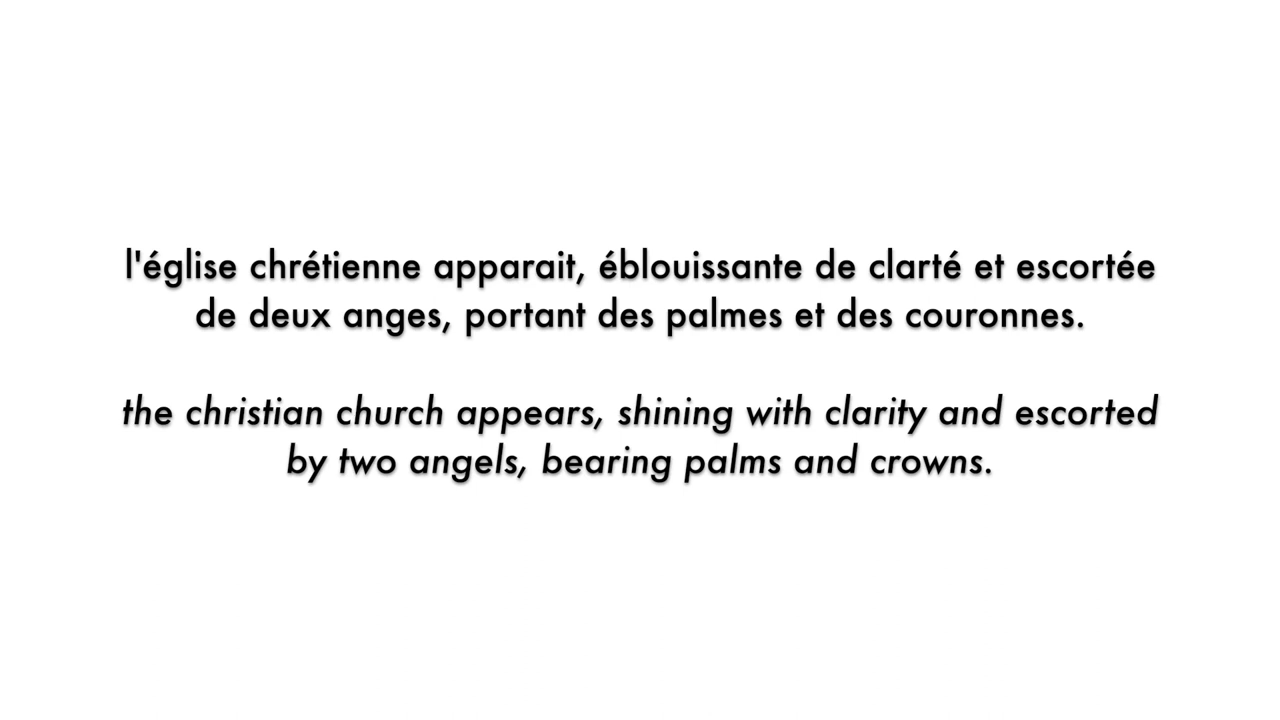 l'église chrétienne apparait, éblouissante de clarté et escortée
de deux anges, portant des palmes et des couronnes.
the christian church appears, shining with clarity and escorted
by two angels, bearing palms and crowns.